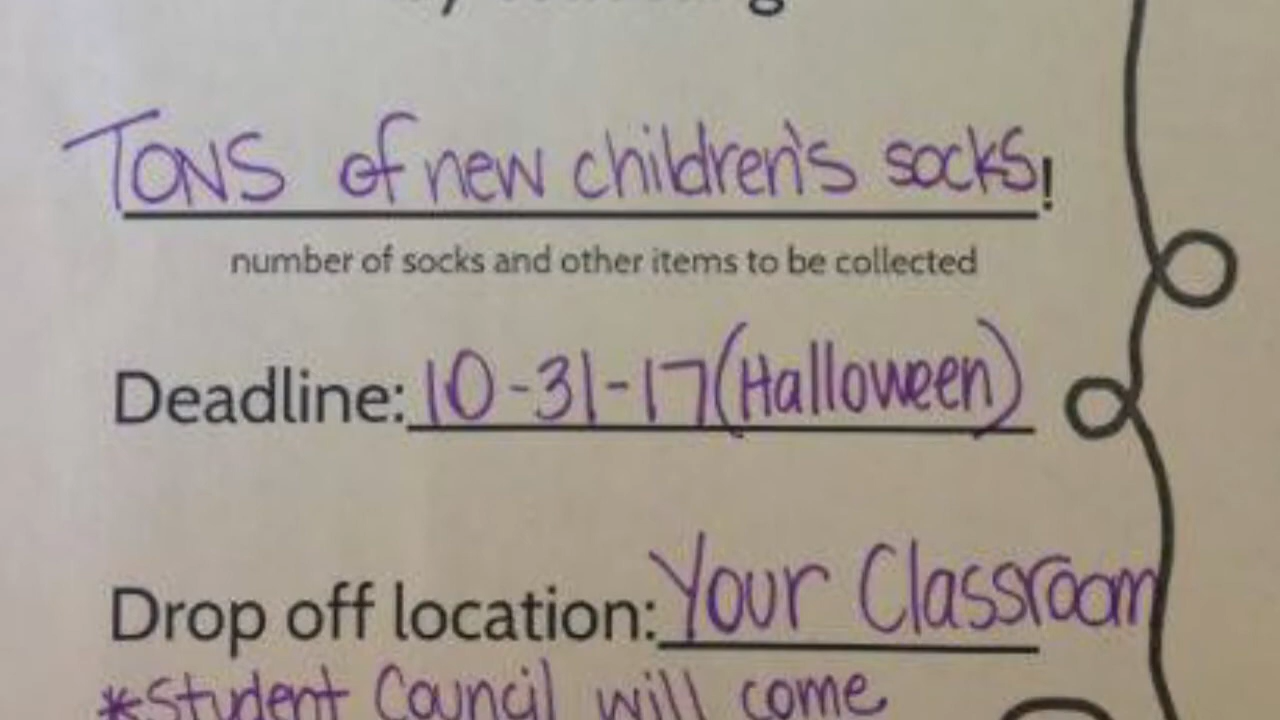 TONS of new children's socks!
number of socks and other items to be collected
Deadline: 10-31-17 (Halloween)
Drop off location: Your Classroom
*Student Council will come